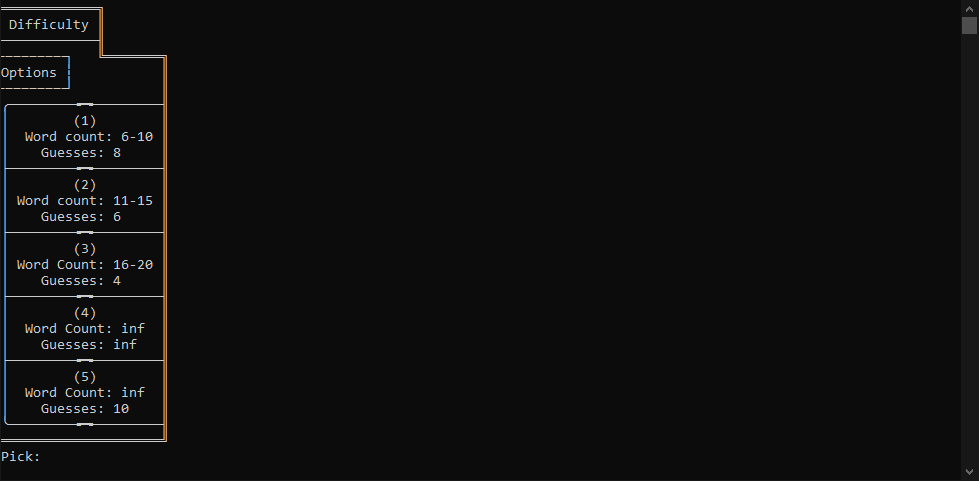 Difficulty
Options
(1)
Word count: 6-10
Guesses: 8
(2)
Word count: 11-15
Guesses: 6
(3)
Word Count: 16-20
Guesses: 4
(4)
Word Count: inf
Guesses: inf
(5)
Word Count: inf
Guesses: 10
Pick: